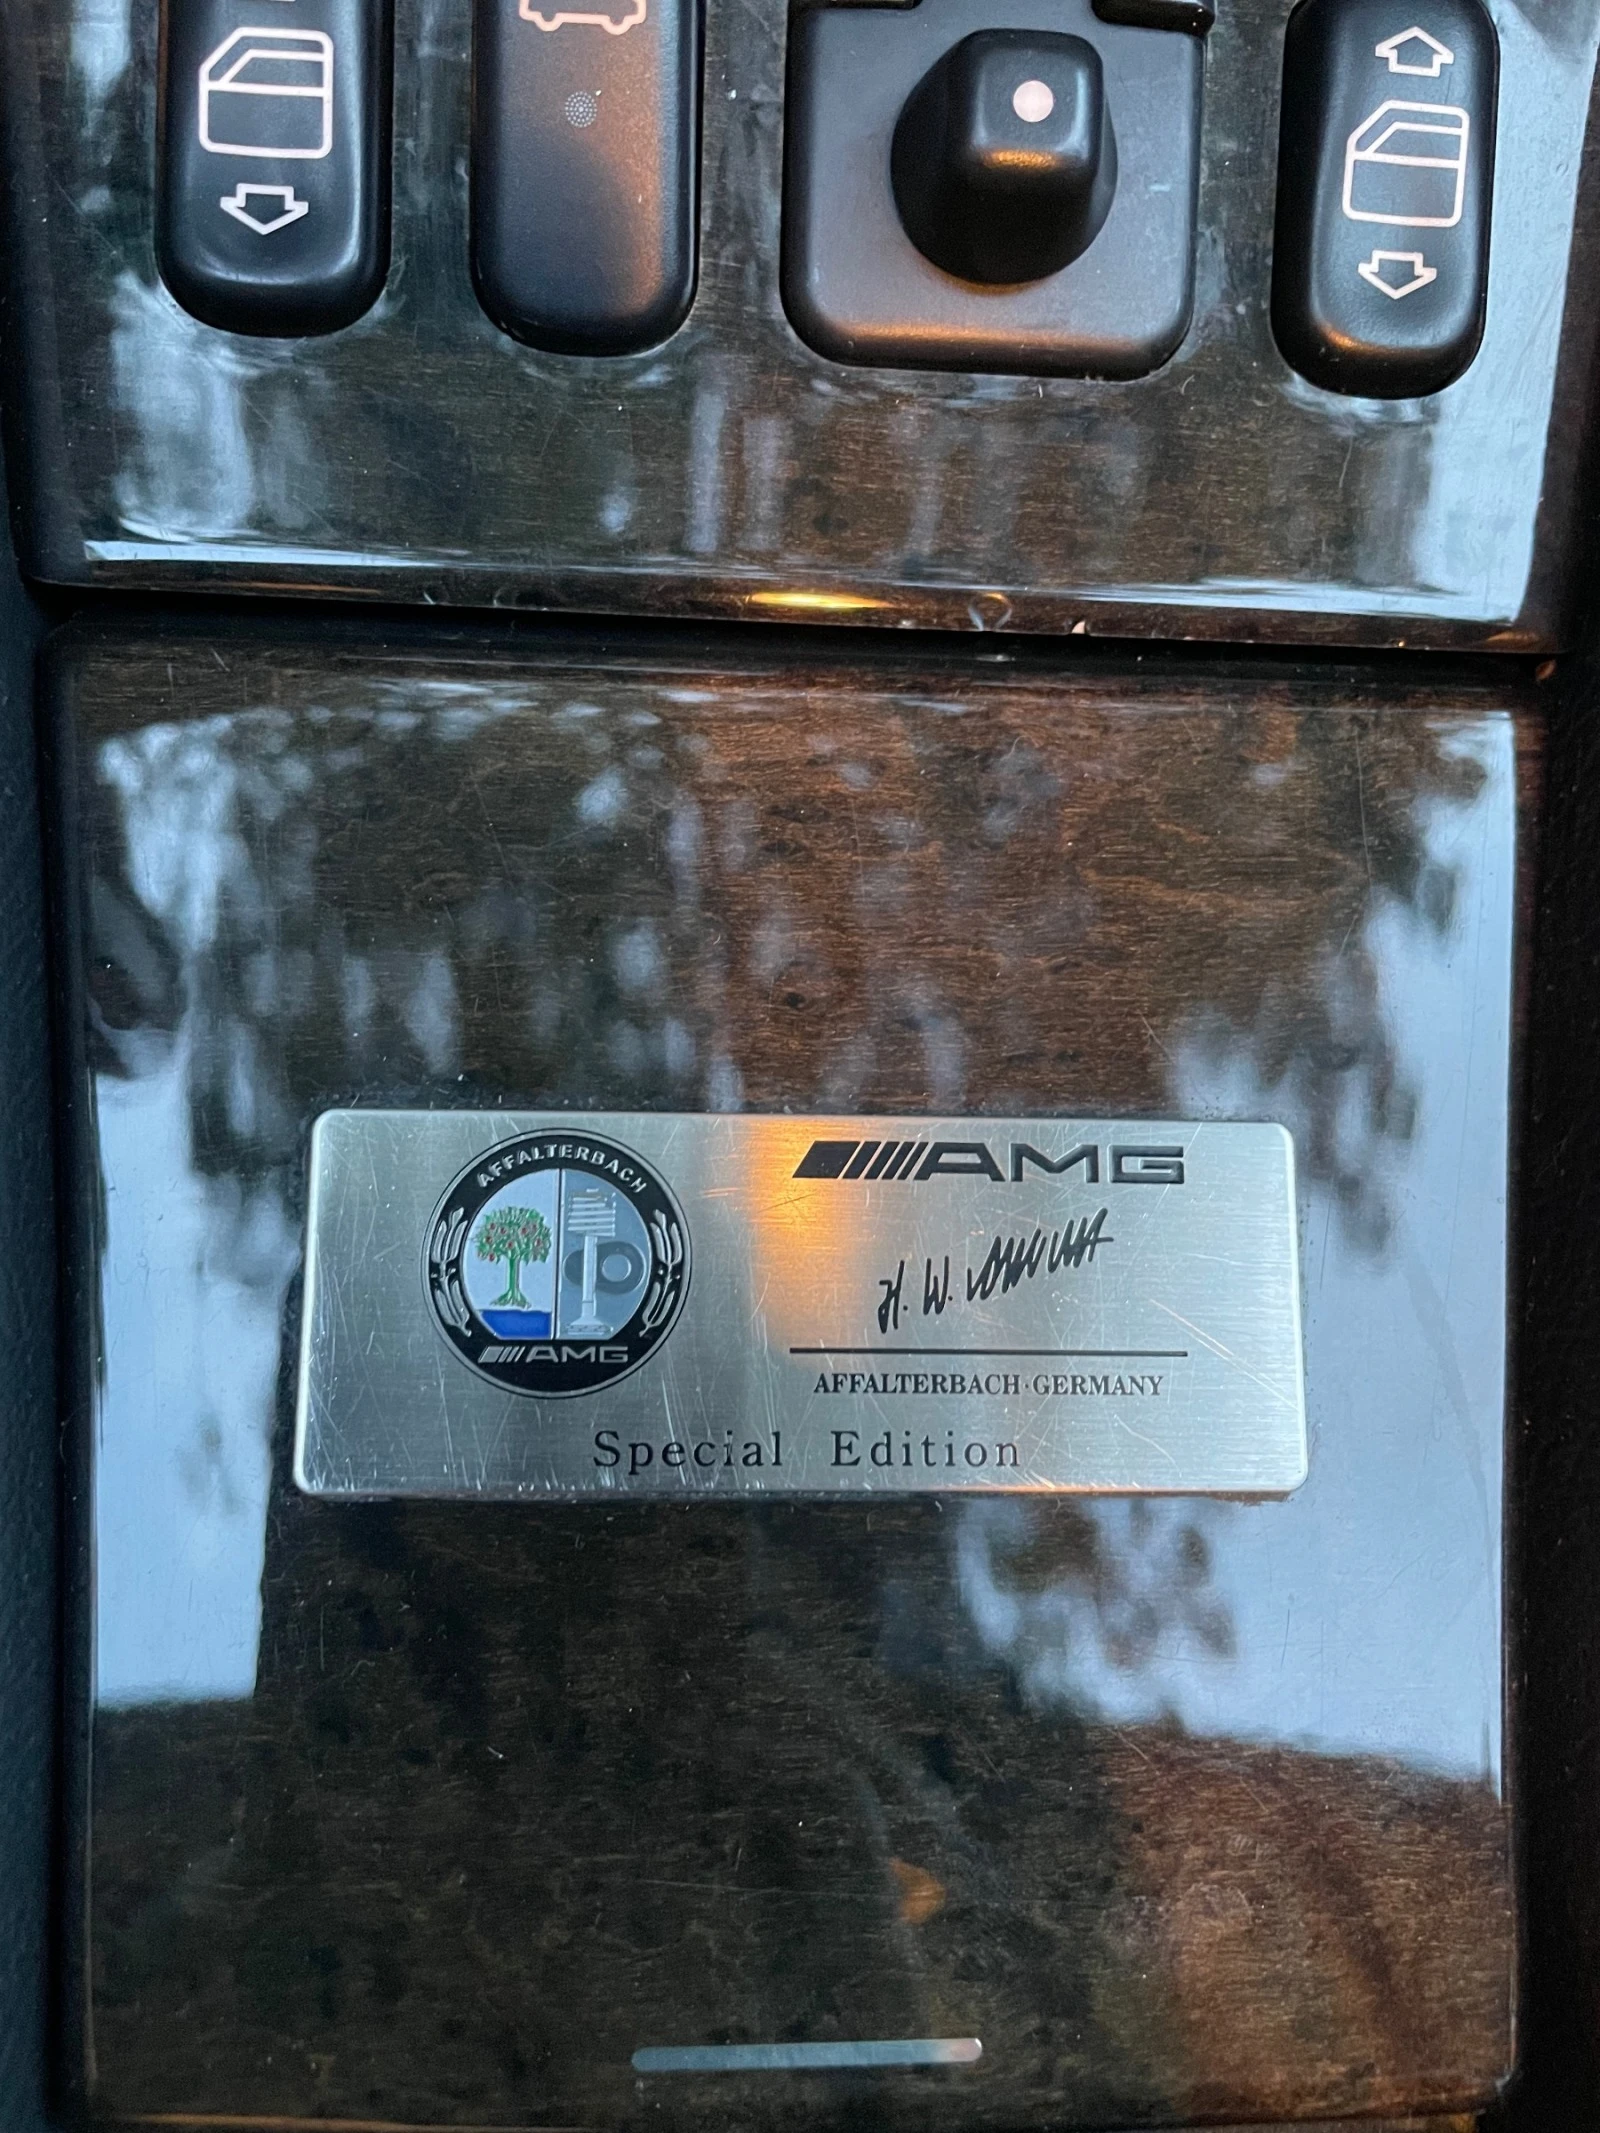 AFFALTERBACH
AMG
AMG
H. W.
AFFALTERBACH·GERMANY
Special Edition